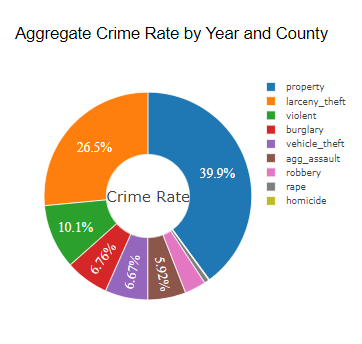 Aggregate Crime Rate by Year and County
property
larceny_theft
violent
burglary
vehicle_theft
agg_assault
robbery
rape
homicide
39.9%
26.5%
10.1%
6.76%
6.67%
5.92%
Crime Rate